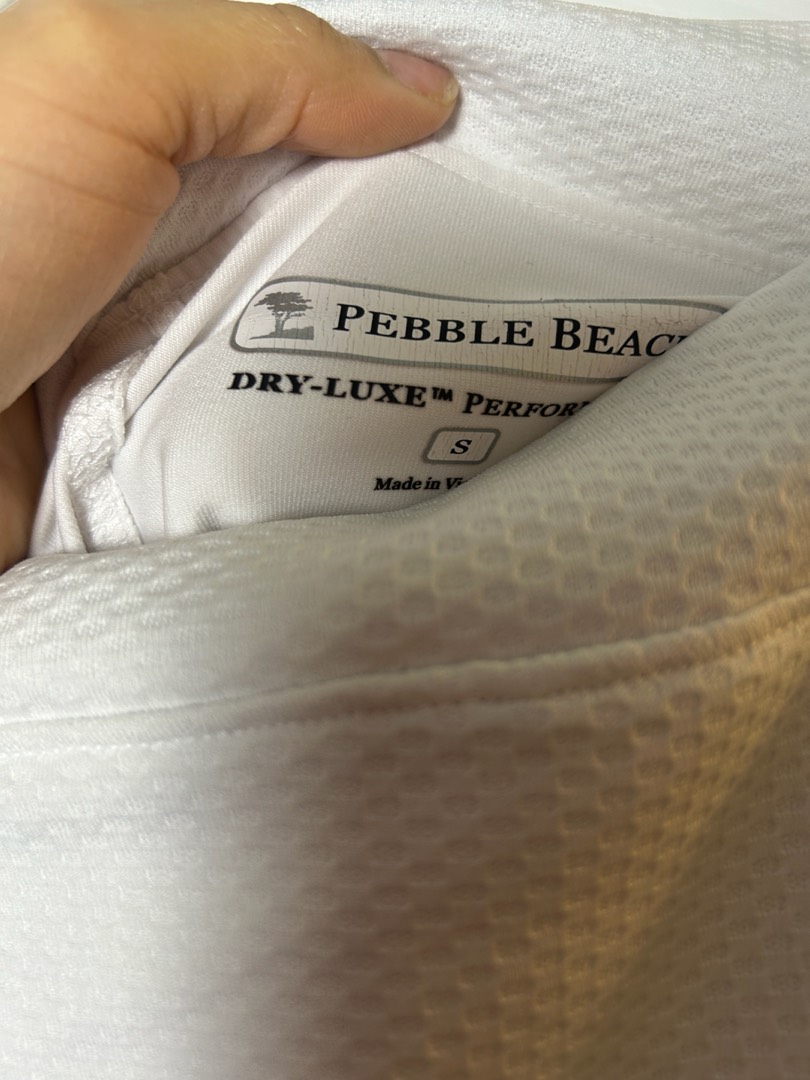 PEBBLE BEAC
DRY-LUXE™ PERFOR
S
Made in Vi